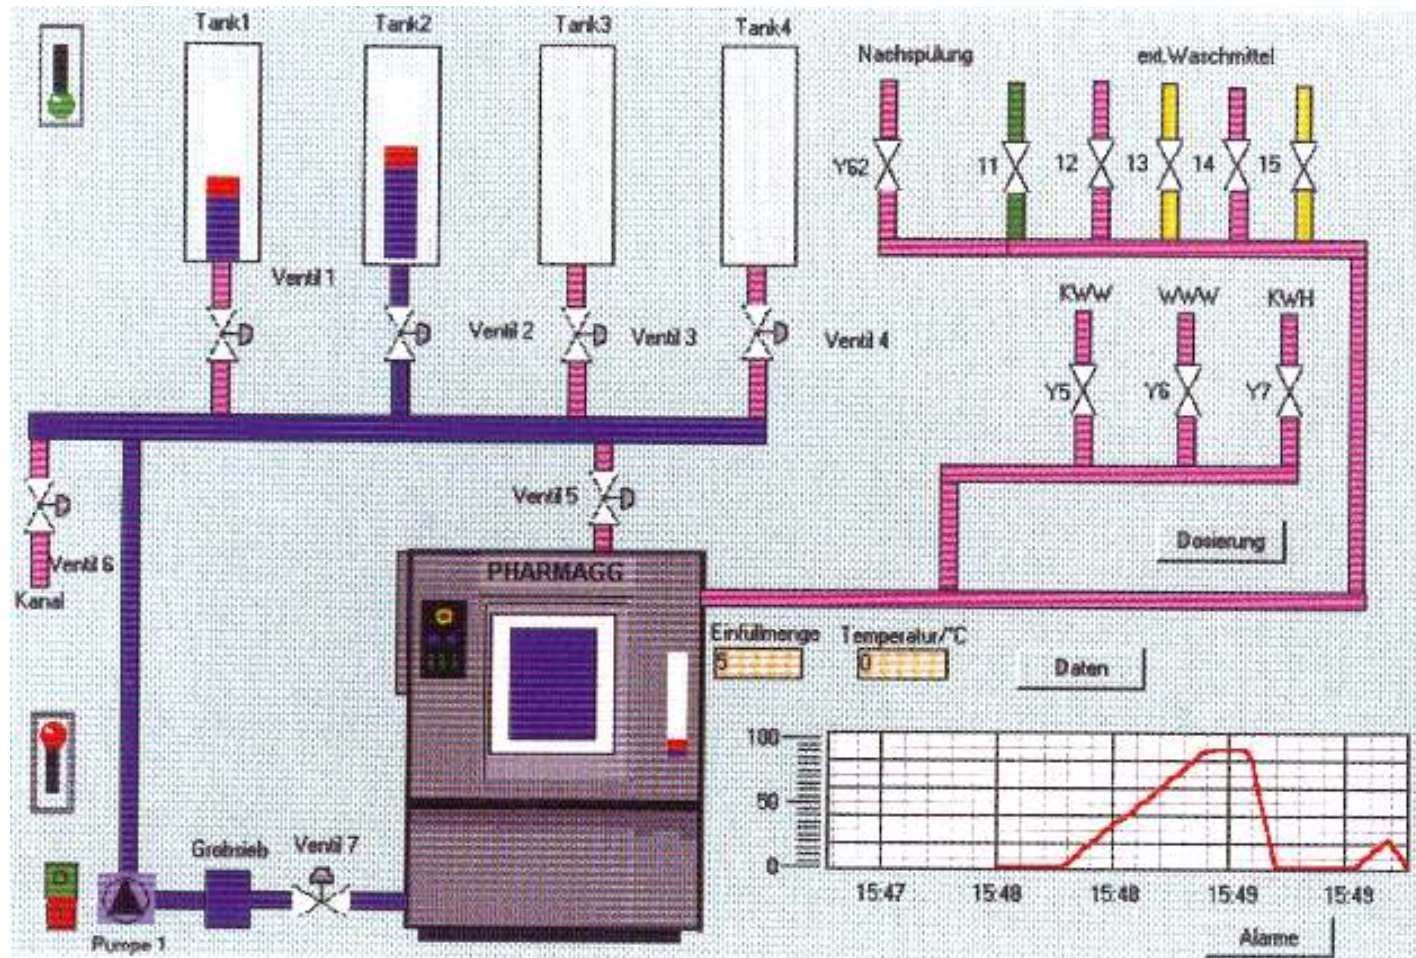 Tank1
Tank2
Tank3
Tank4
Nachspülung
ext.Waschmittel
Y62
11
12
13
14
15
Ventil 1
Ventil 2
Ventil 3
Ventil 4
KWW
WWW
KWH
Y5
Y6
Y7
Ventil 5
Ventil 6
Kanal
Dosierung
PHARMAGG
Einfüllmenge
Temperatur/°C
5
0
Daten
100
50
0
15:47
15:48
15:48
15:49
15:49
Grobsieb
Ventil 7
Pumpe 1
Alarme